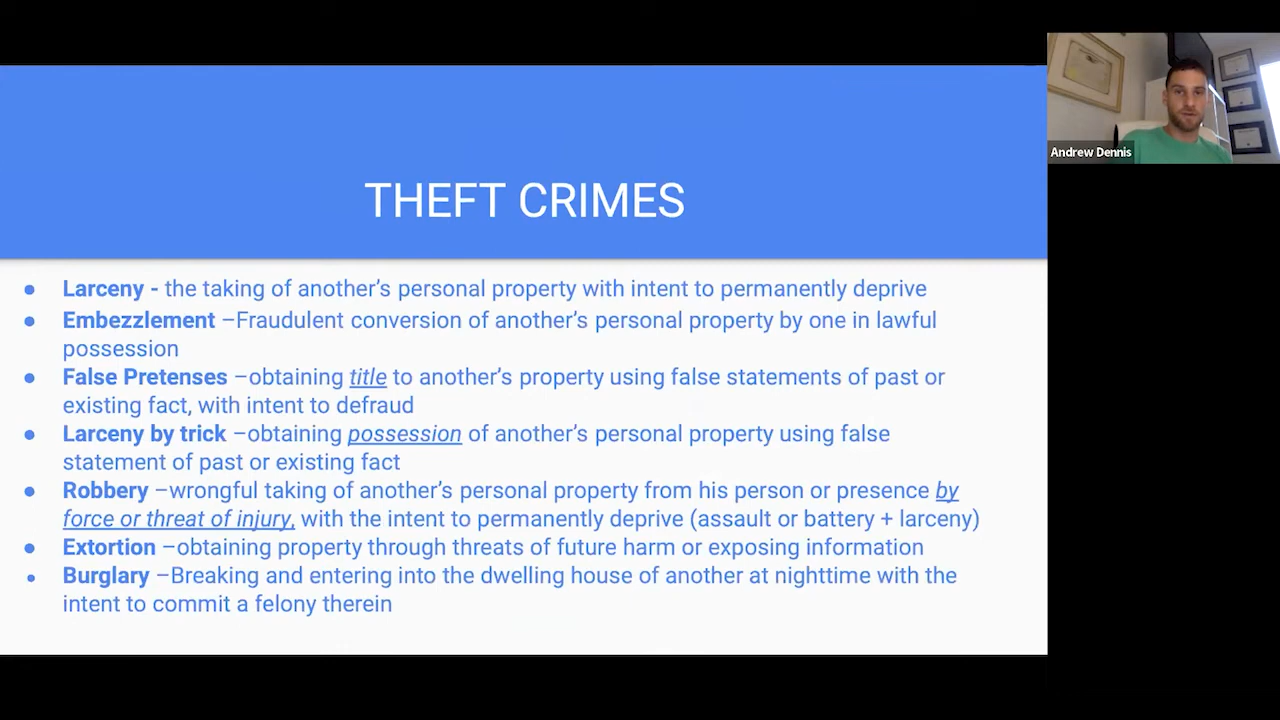 THEFT CRIMES
Andrew Dennis
● Larceny - the taking of another’s personal property with intent to permanently deprive
● Embezzlement –Fraudulent conversion of another’s personal property by one in lawful
possession
● False Pretenses –obtaining title to another’s property using false statements of past or
existing fact, with intent to defraud
● Larceny by trick –obtaining possession of another’s personal property using false
statement of past or existing fact
● Robbery –wrongful taking of another’s personal property from his person or presence by
force or threat of injury, with the intent to permanently deprive (assault or battery + larceny)
● Extortion –obtaining property through threats of future harm or exposing information
● Burglary –Breaking and entering into the dwelling house of another at nighttime with the
intent to commit a felony therein